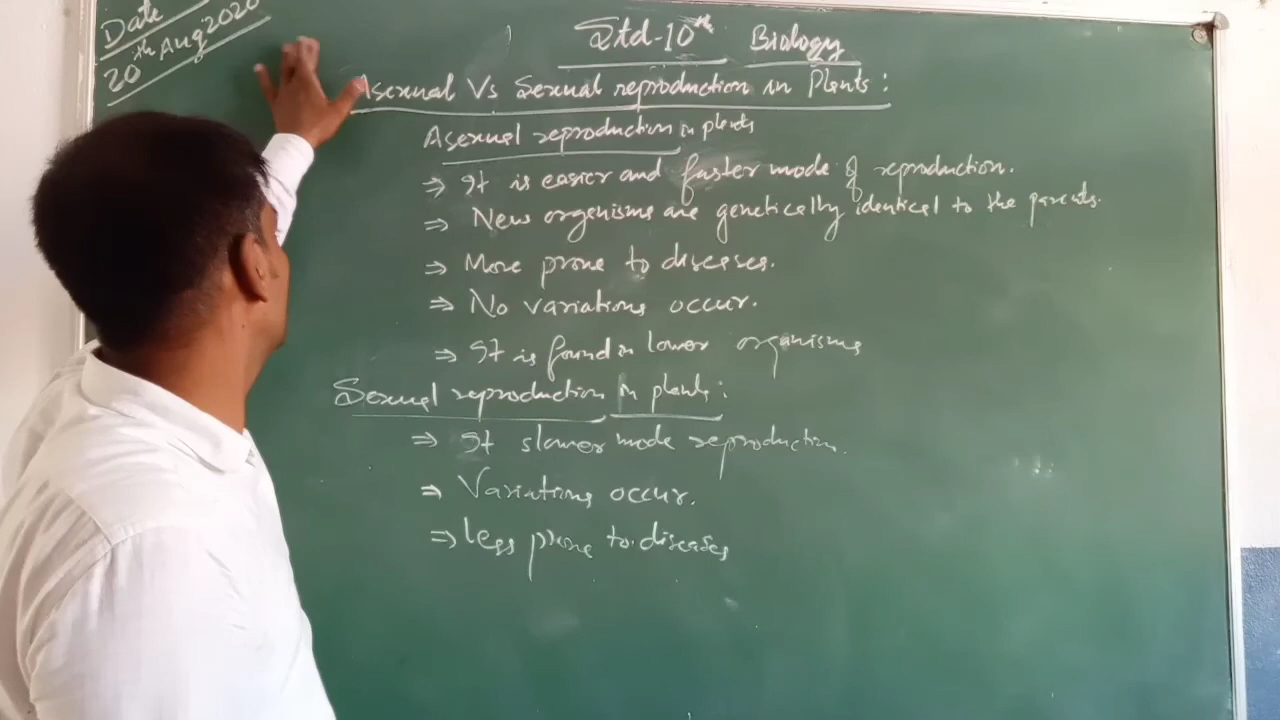 Date
20th Aug 2020
Std-10th Biology
Asexual Vs Sexual reproduction in Plants:
Asexual reproduction in plants
⇒ It is easier and faster mode of reproduction.
⇒ New organisms are genetically identical to the parents.
⇒ More prone to diseases.
⇒ No variations occur.
⇒ It is found in lower organisms
Sexual reproduction in plants:
⇒ It slower mode reproduction.
⇒ Variations occur.
⇒ Less prone to diseases